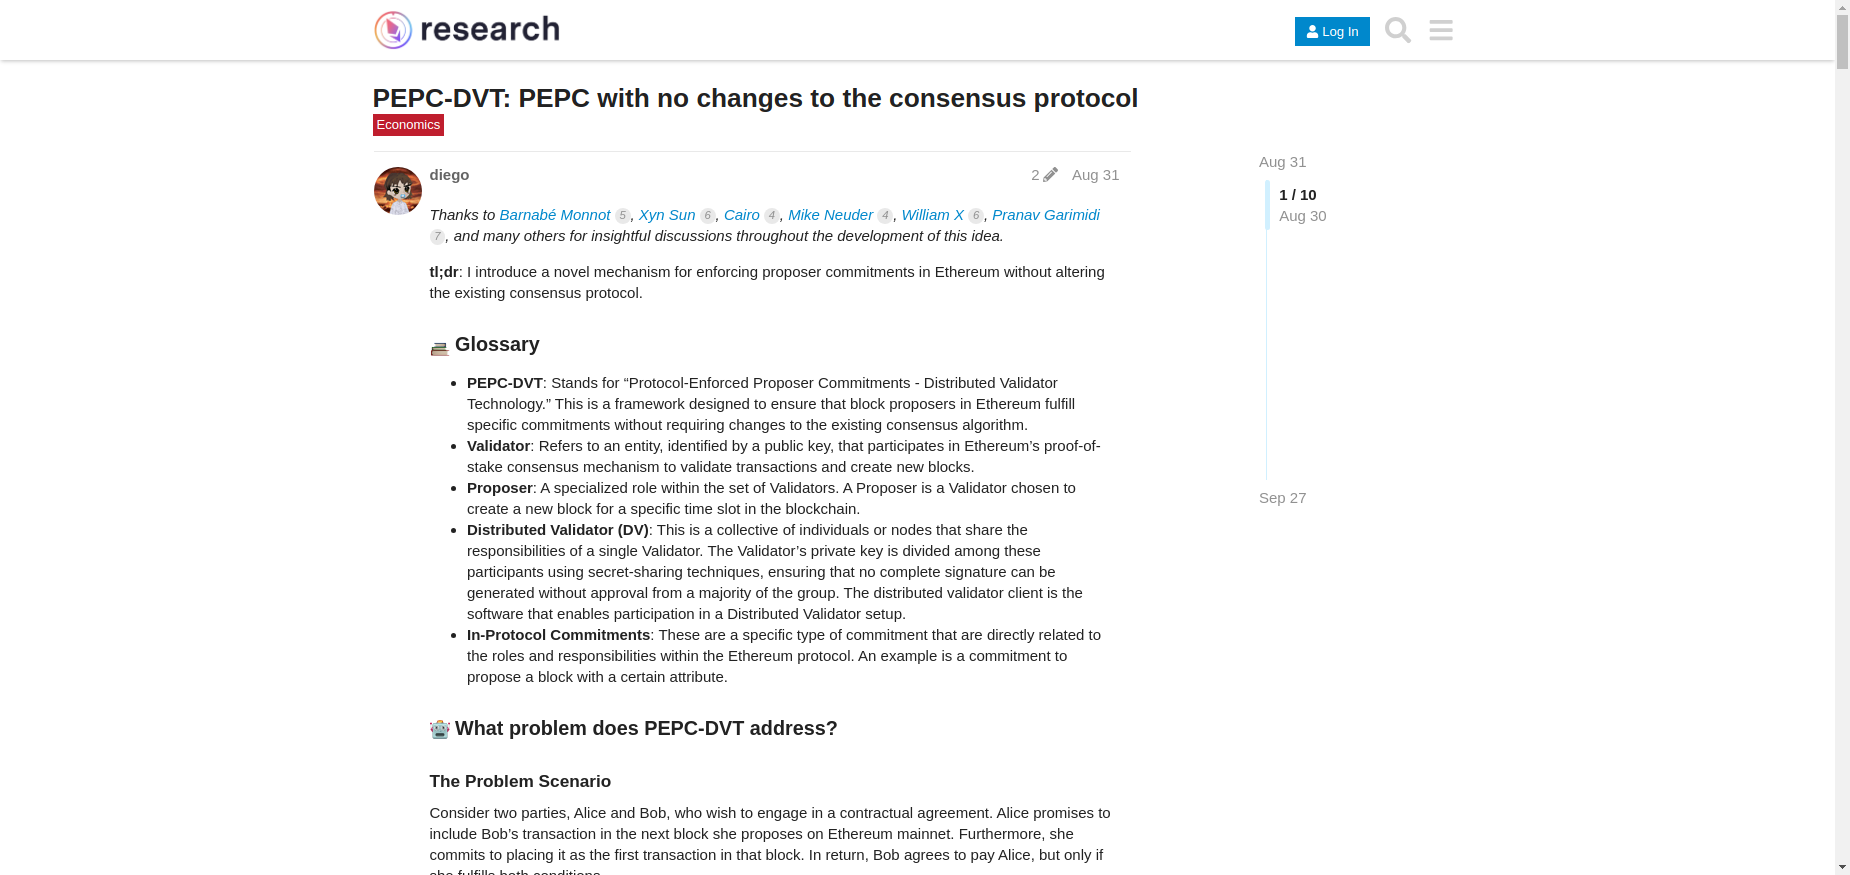 research
Log In
PEPC-DVT: PEPC with no changes to the consensus protocol
Economics
diego
2
Aug 31
Thanks to Barnabé Monnot 5, Xyn Sun 6, Cairo 4, Mike Neuder 4, William X 6, Pranav Garimidi
7, and many others for insightful discussions throughout the development of this idea.
tl;dr: I introduce a novel mechanism for enforcing proposer commitments in Ethereum without altering
the existing consensus protocol.
Glossary
PEPC-DVT: Stands for “Protocol-Enforced Proposer Commitments - Distributed Validator
Technology.” This is a framework designed to ensure that block proposers in Ethereum fulfill
specific commitments without requiring changes to the existing consensus algorithm.
Validator: Refers to an entity, identified by a public key, that participates in Ethereum’s proof-of-
stake consensus mechanism to validate transactions and create new blocks.
Proposer: A specialized role within the set of Validators. A Proposer is a Validator chosen to
create a new block for a specific time slot in the blockchain.
Distributed Validator (DV): This is a collective of individuals or nodes that share the
responsibilities of a single Validator. The Validator’s private key is divided among these
participants using secret-sharing techniques, ensuring that no complete signature can be
generated without approval from a majority of the group. The distributed validator client is the
software that enables participation in a Distributed Validator setup.
In-Protocol Commitments: These are a specific type of commitment that are directly related to
the roles and responsibilities within the Ethereum protocol. An example is a commitment to
propose a block with a certain attribute.
What problem does PEPC-DVT address?
The Problem Scenario
Consider two parties, Alice and Bob, who wish to engage in a contractual agreement. Alice promises to
include Bob’s transaction in the next block she proposes on Ethereum mainnet. Furthermore, she
commits to placing it as the first transaction in that block. In return, Bob agrees to pay Alice, but only if
she fulfills both conditions.
Aug 31
1 / 10
Aug 30
Sep 27